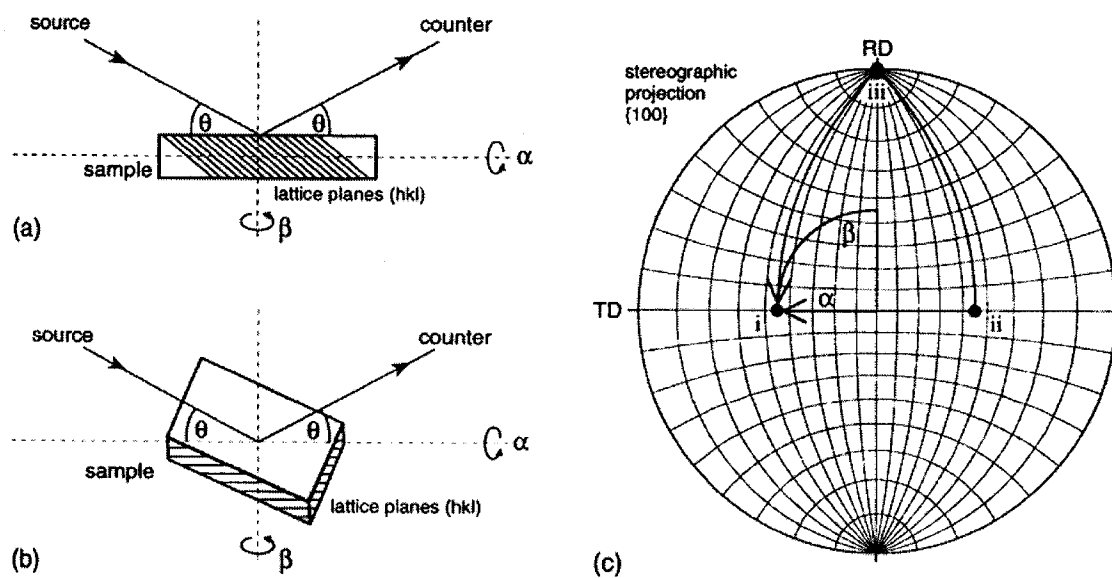 source
counter
θ
θ
α
sample
lattice planes (hkl)
β
(a)
source
counter
θ
θ
α
sample
lattice planes (hkl)
β
(b)
RD
stereographic
projection
{100}
iii
β
TD
α
i
ii
(c)